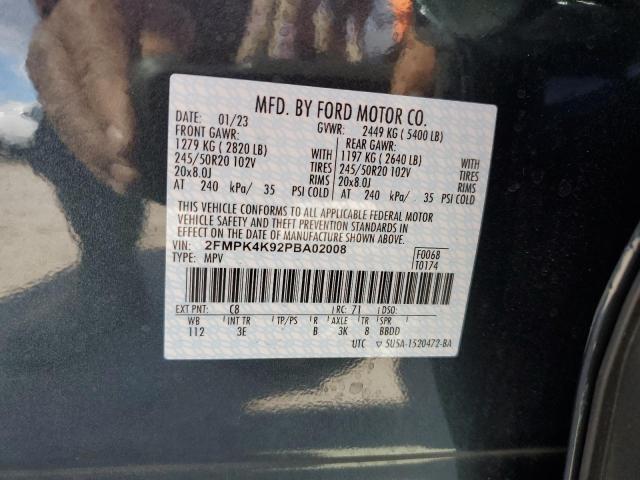 MFD. BY FORD MOTOR CO.
DATE: 01/23 GVWR: 2449 KG ( 5400 LB)
FRONT GAWR: REAR GAWR:
1279 KG ( 2820 LB) WITH 1197 KG ( 2640 LB) WITH
245/50R20 102V TIRES 245/50R20 102V TIRES
20x8.0J RIMS 20x8.0J RIMS
AT 240 kPa/ 35 PSI COLD AT 240 kPa/ 35 PSI COLD
THIS VEHICLE CONFORMS TO ALL APPLICABLE FEDERAL MOTOR
VEHICLE SAFETY AND THEFT PREVENTION STANDARDS IN
EFFECT ON THE DATE OF MANUFACTURE SHOWN ABOVE.
VIN: 2FMPK4K92PBA02008 F0068
TYPE: MPV T0174
EXT PNT: C8 RC: 71 DSO:
WB INT TR TP/PS R AXLE TR SPR
112 3E B 3K 8 BBDD
UTC ▽ 5U5A-1520472-BA